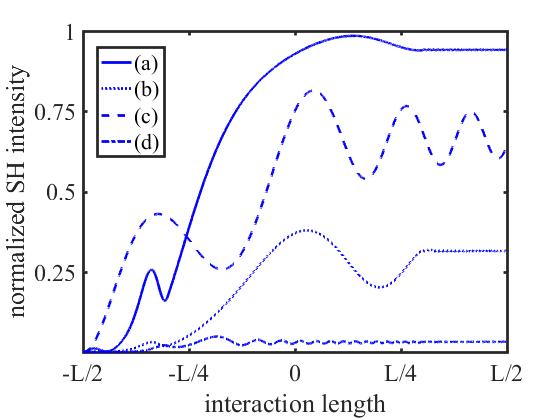 1
0.75
0.5
0.25
normalized SH intensity
(a)
(b)
(c)
(d)
-L/2 -L/4 0 L/4 L/2
interaction length